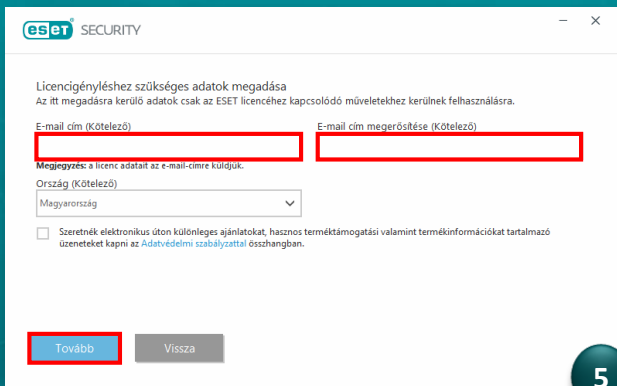 eset SECURITY
Licencigényléshez szükséges adatok megadása
Az itt megadásra kerülő adatok csak az ESET licencéhez kapcsolódó műveletekhez kerülnek felhasználásra.
E-mail cím (Kötelező)
E-mail cím megerősítése (Kötelező)
Megjegyzés: a licenc adatait az e-mail-címre küldjük.
Ország (Kötelező)
Magyarország
Szeretnék elektronikus úton különleges ajánlatokat, hasznos terméktámogatási valamint termékinformációkat tartalmazó
üzeneteket kapni az Adatvédelmi szabályzattal összhangban.
Tovább
Vissza
5